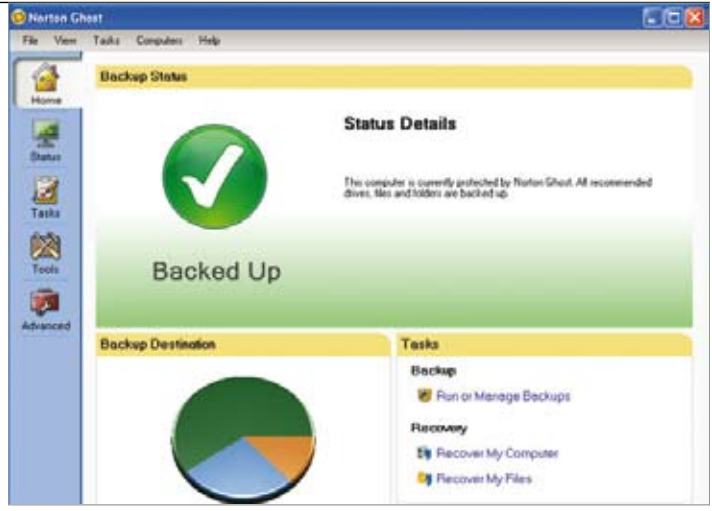 Norton Ghost
File View Tasks Computers Help
Home
Status
Tasks
Tools
Advanced
Backup Status
Status Details
This computer is currently protected by Norton Ghost. All recommended
drives, files and folders are backed up.
Backed Up
Backup Destination
Tasks
Backup
Run or Manage Backups
Recovery
Recover My Computer
Recover My Files